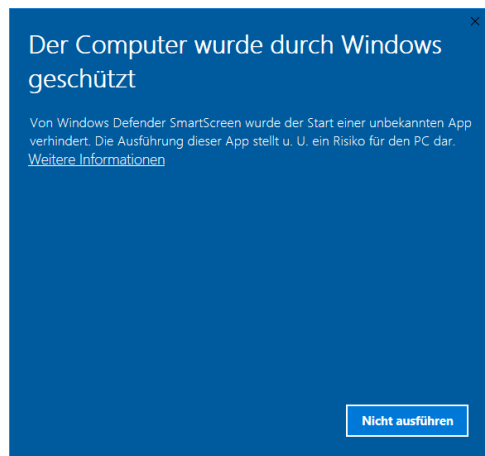 Der Computer wurde durch Windows
geschützt
Von Windows Defender SmartScreen wurde der Start einer unbekannten App
verhindert. Die Ausführung dieser App stellt u. U. ein Risiko für den PC dar.
Weitere Informationen
Nicht ausführen